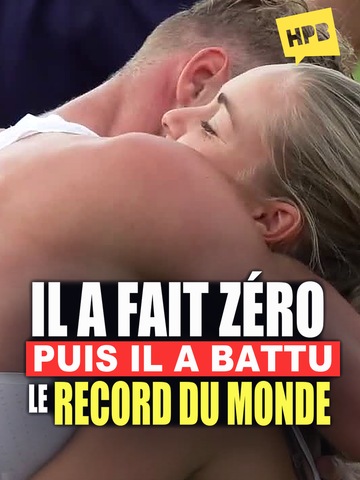 HPB
IL A FAIT ZÉRO
PUIS IL A BATTU
LE RECORD DU MONDE